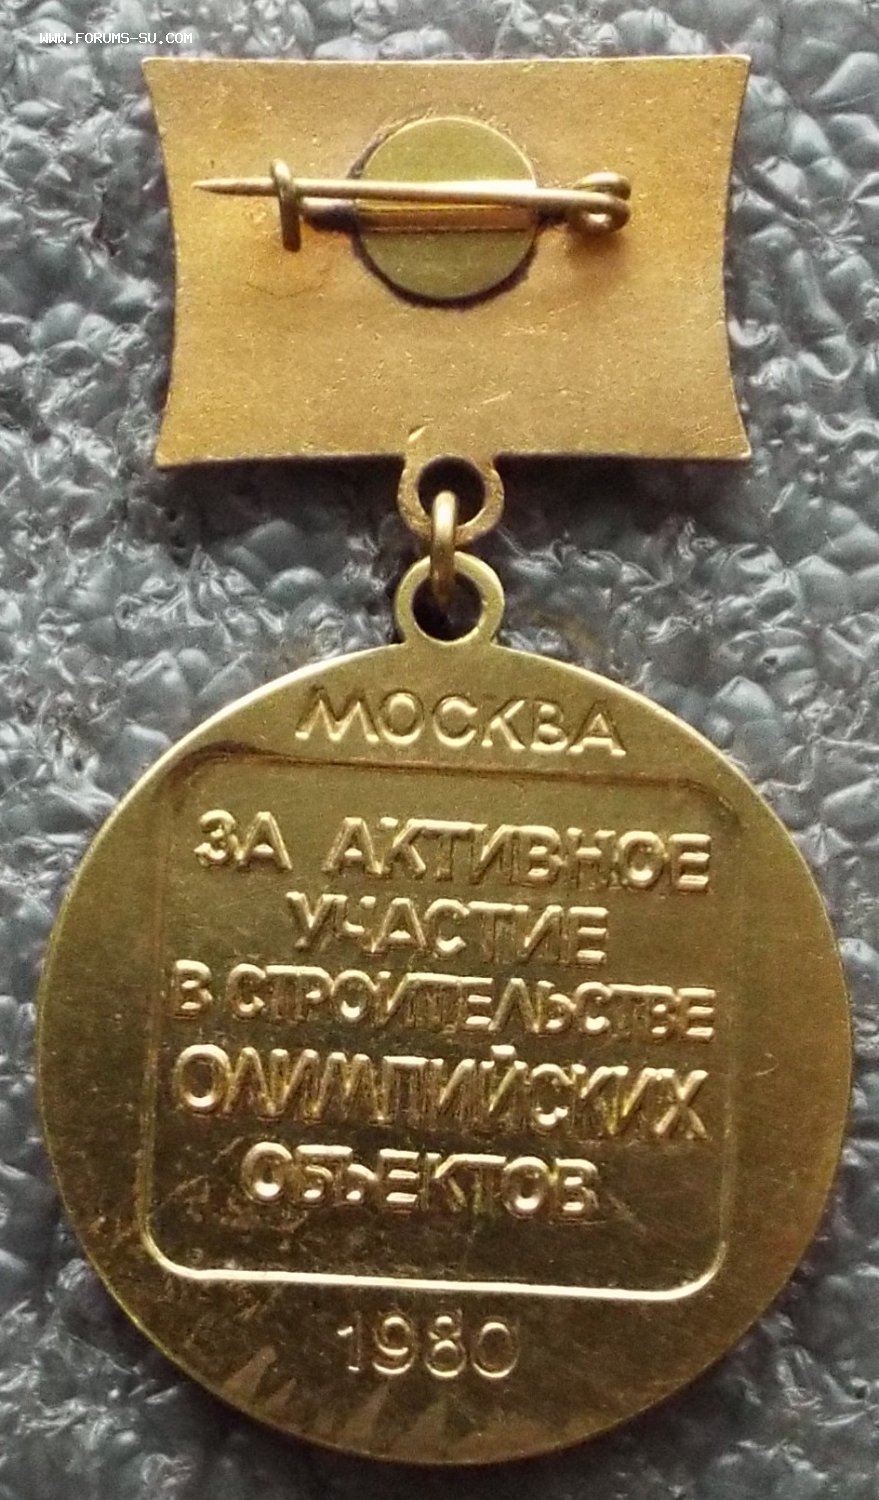 WWW.FORUMS-SU.COM
МОСКВА
ЗА АКТИВНОЕ
УЧАСТИЕ
В СТРОИТЕЛЬСТВЕ
ОЛИМПИЙСКИХ
ОБЪЕКТОВ
1980